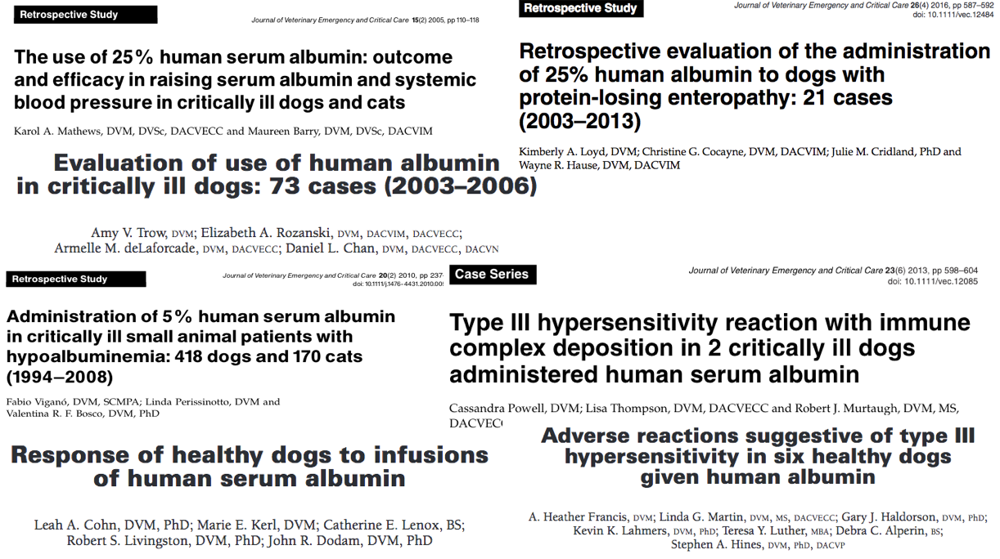 Retrospective Study
Journal of Veterinary Emergency and Critical Care 15(2) 2005, pp 110–118
The use of 25% human serum albumin: outcome
and efficacy in raising serum albumin and systemic
blood pressure in critically ill dogs and cats
Karol A. Mathews, DVM, DVSc, DACVECC and Maureen Barry, DVM, DVSc, DACVIM
Retrospective Study
Journal of Veterinary Emergency and Critical Care 26(4) 2016, pp 587–592
doi: 10.1111/vec.12484
Retrospective evaluation of the administration
of 25% human albumin to dogs with
protein-losing enteropathy: 21 cases
(2003–2013)
Kimberly A. Loyd, DVM; Christine G. Cocayne, DVM, DACVIM; Julie M. Cridland, PhD and
Wayne R. Hause, DVM, DACVIM
Evaluation of use of human albumin
in critically ill dogs: 73 cases (2003–2006)
Amy V. Trow, DVM; Elizabeth A. Rozanski, DVM, DACVIM, DACVECC;
Armelle M. deLaforcade, DVM, DACVECC; Daniel L. Chan, DVM, DACVECC, DACVN
Retrospective Study
Journal of Veterinary Emergency and Critical Care 20(2) 2010, pp 237-
doi: 10.1111/j.1476-4431.2010.00
Administration of 5% human serum albumin
in critically ill small animal patients with
hypoalbuminemia: 418 dogs and 170 cats
(1994–2008)
Fabio Viganó, DVM, SCMPA; Linda Perissinotto, DVM and
Valentina R. F. Bosco, DVM, PhD
Case Series
Journal of Veterinary Emergency and Critical Care 23(6) 2013, pp 598–604
doi: 10.1111/vec.12085
Type III hypersensitivity reaction with immune
complex deposition in 2 critically ill dogs
administered human serum albumin
Cassandra Powell, DVM; Lisa Thompson, DVM, DACVECC and Robert J. Murtaugh, DVM, MS,
DACVEC
Response of healthy dogs to infusions
of human serum albumin
Leah A. Cohn, DVM, PhD; Marie E. Kerl, DVM; Catherine E. Lenox, BS;
Robert S. Livingston, DVM, PhD; John R. Dodam, DVM, PhD
Adverse reactions suggestive of type III
hypersensitivity in six healthy dogs
given human albumin
A. Heather Francis, DVM; Linda G. Martin, DVM, MS, DACVECC; Gary J. Haldorson, DVM, PhD;
Kevin K. Lahmers, DVM, PhD; Teresa Y. Luther, MBA; Debra C. Alperin, BS;
Stephen A. Hines, DVM, PhD, DACVP